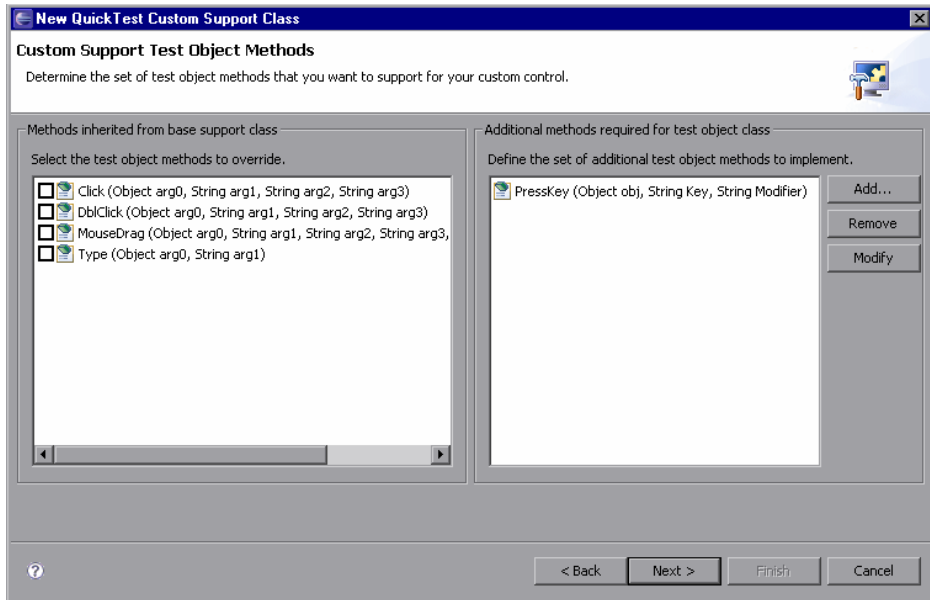 New QuickTest Custom Support Class
Custom Support Test Object Methods
Determine the set of test object methods that you want to support for your custom control.
Methods inherited from base support class
Select the test object methods to override.
Click (Object arg0, String arg1, String arg2, String arg3)
DblClick (Object arg0, String arg1, String arg2, String arg3)
MouseDrag (Object arg0, String arg1, String arg2, String arg3,
Type (Object arg0, String arg1)
Additional methods required for test object class
Define the set of additional test object methods to implement.
PressKey (Object obj, String Key, String Modifier)
Add...
Remove
Modify
?
< Back
Next >
Finish
Cancel